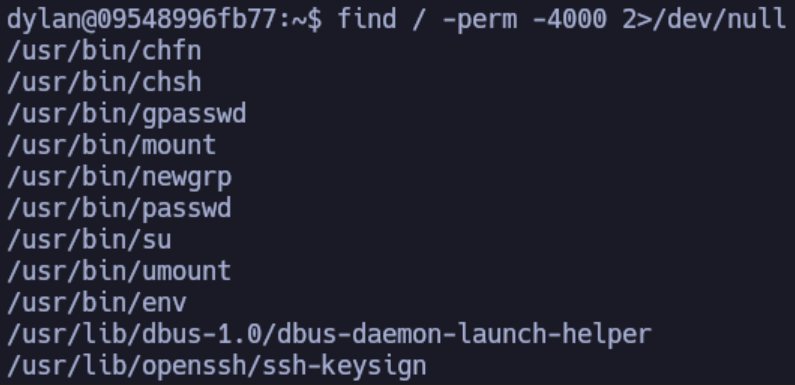 dylan@09548996fb77:~$ find / -perm -4000 2>/dev/null
/usr/bin/chfn
/usr/bin/chsh
/usr/bin/gpasswd
/usr/bin/mount
/usr/bin/newgrp
/usr/bin/passwd
/usr/bin/su
/usr/bin/umount
/usr/bin/env
/usr/lib/dbus-1.0/dbus-daemon-launch-helper
/usr/lib/openssh/ssh-keysign